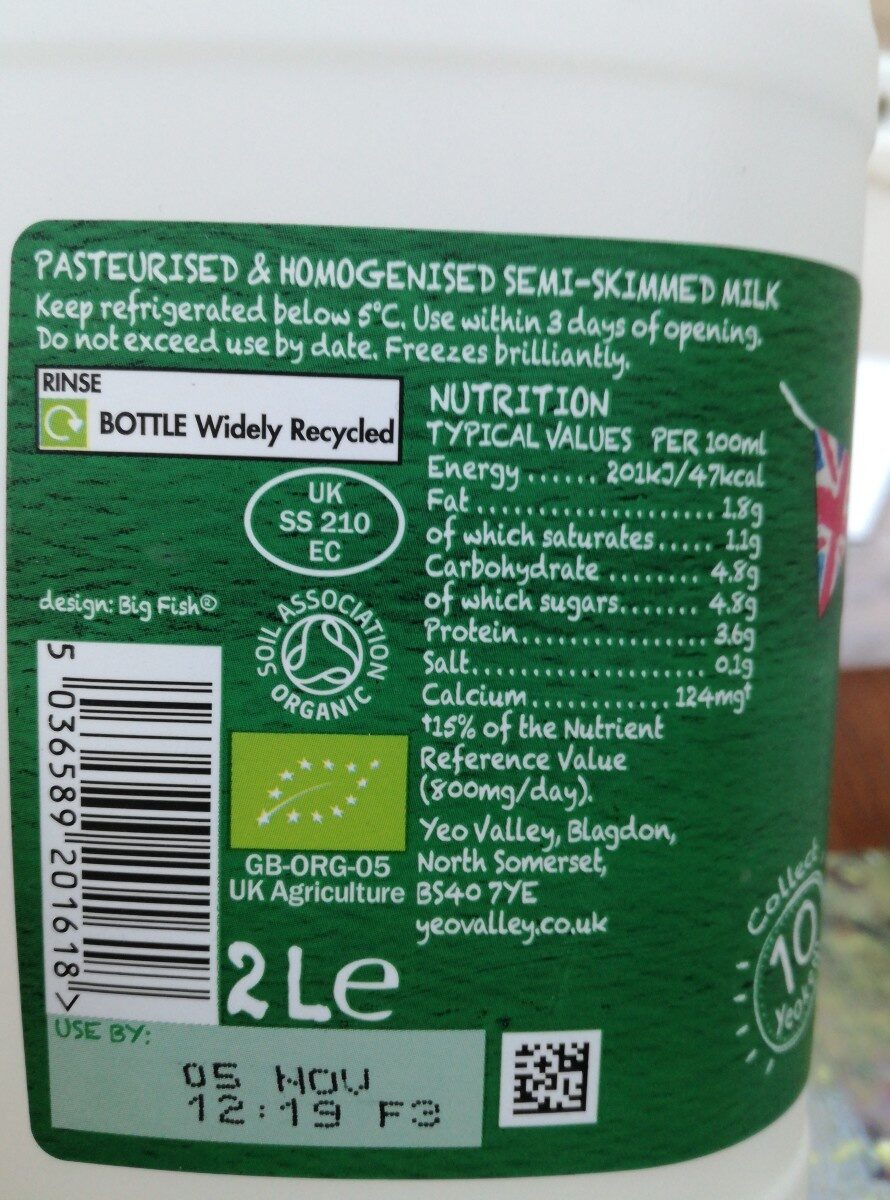 PASTEURISED & HOMOGENISED SEMI-SKIMMED MILK
Keep refrigerated below 5°C. Use within 3 days of opening.
Do not exceed use by date. Freezes brilliantly.
RINSE
BOTTLE Widely Recycled
UK
SS 210
EC
design: Big Fish®
SOIL ASSOCIATION
ORGANIC
5 036589 201618 >
GB-ORG-05
UK Agriculture
2 Le
NUTRITION
TYPICAL VALUES PER 100ml
Energy ...... 201kJ/47kcal
Fat ...................... 1.8g
of which saturates ...... 1.1g
Carbohydrate ........ 4.8g
of which sugars....... 4.8g
Protein................. 3.6g
Salt..................... 0.1g
Calcium............. 124mg†
†15% of the Nutrient
Reference Value
(800mg/day).
Yeo Valley, Blagdon,
North Somerset,
BS40 7YE
yeovalley.co.uk
Collect
10
USE BY:
05 NOV
12:19 F3